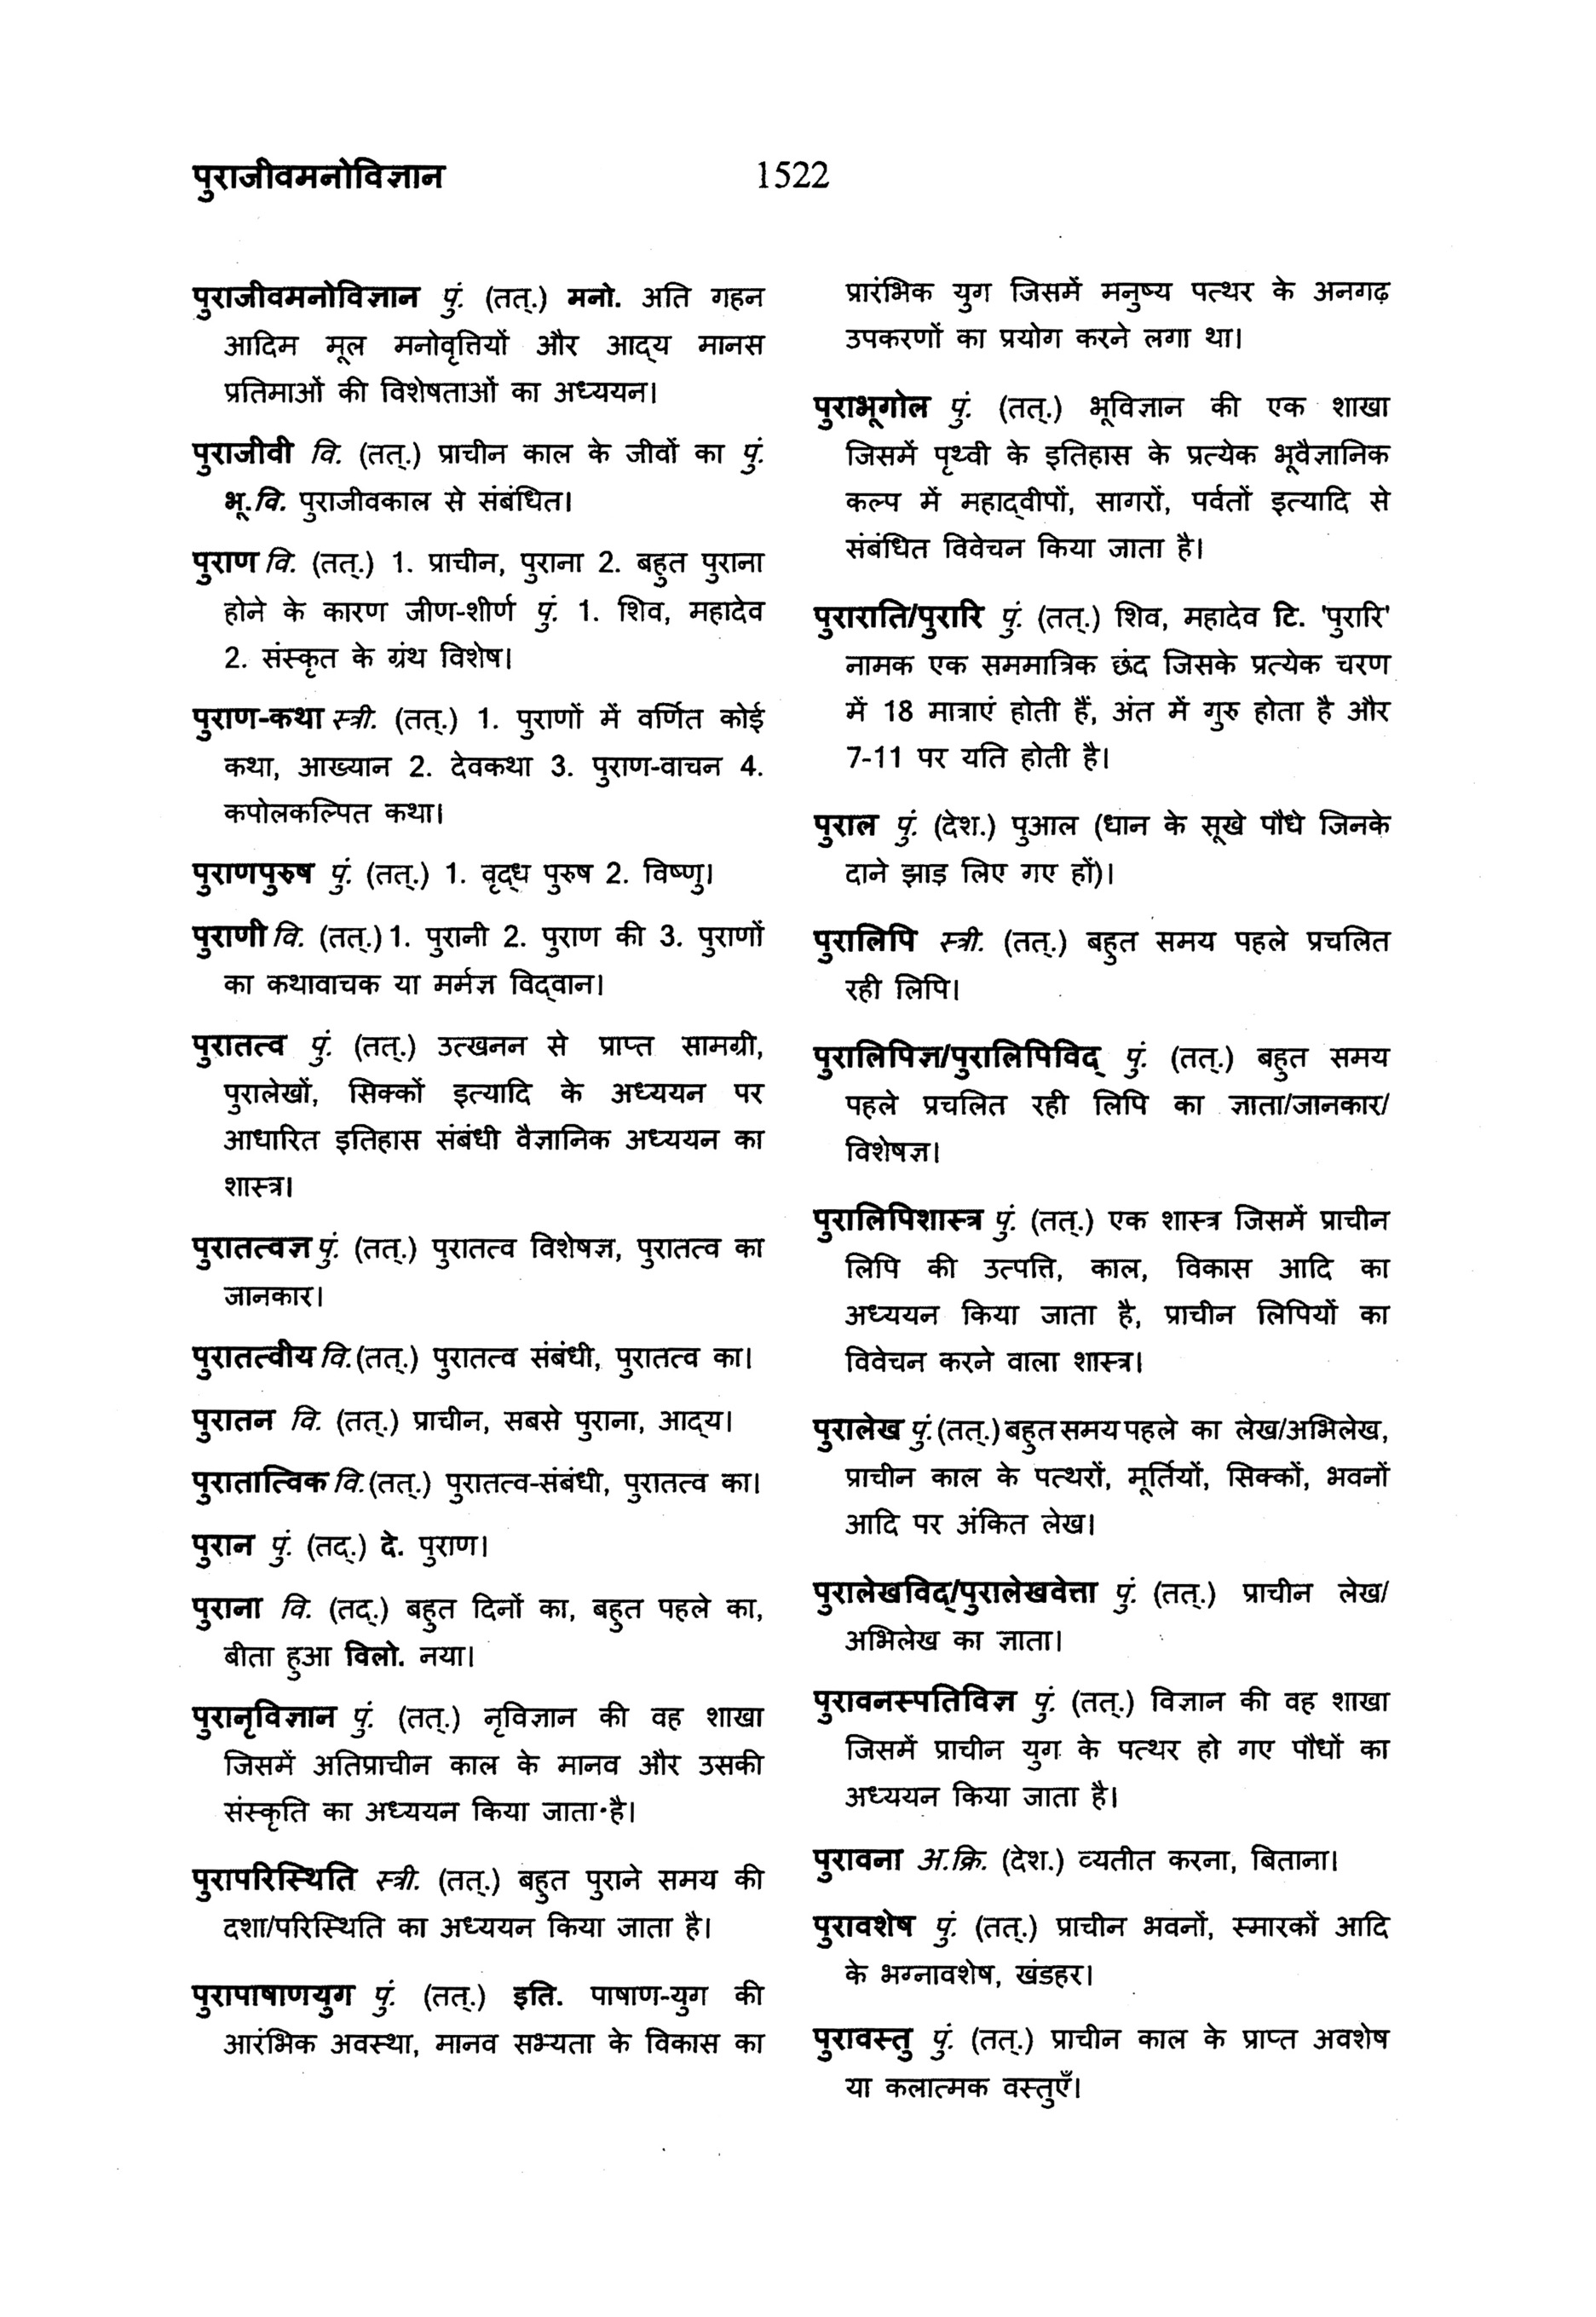 पुराजीवमनोविज्ञान
1522
पुराजीवमनोविज्ञान पुं. (तत्.) मनो. अति गहन
आदिम मूल मनोवृत्तियों और आद्‌य मानस
प्रतिमाओं की विशेषताओं का अध्ययन।
पुराजीवी वि. (तत्.) प्राचीन काल के जीवों का पुं.
भू.वि. पुराजीवकाल से संबंधित।
पुराण वि. (तत्.) 1. प्राचीन, पुराना 2. बहुत पुराना
होने के कारण जीण-शीर्ण पुं. 1. शिव, महादेव
2. संस्कृत के ग्रंथ विशेष।
पुराण-कथा स्त्री. (तत्.) 1. पुराणों में वर्णित कोई
कथा, आख्यान 2. देवकथा 3. पुराण-वाचन 4.
कपोलकल्पित कथा।
पुराणपुरुष पुं. (तत्.) 1. वृद्‌ध पुरुष 2. विष्णु।
पुराणी वि. (तत्.) 1. पुरानी 2. पुराण की 3. पुराणों
का कथावाचक या मर्मज्ञ विद्‌वान।
पुरातत्व पुं. (तत्.) उत्खनन से प्राप्त सामग्री,
पुरालेखों, सिक्कों इत्यादि के अध्ययन पर
आधारित इतिहास संबंधी वैज्ञानिक अध्ययन का
शास्त्र।
पुरातत्वज्ञ पुं. (तत्.) पुरातत्व विशेषज्ञ, पुरातत्व का
जानकार।
पुरातत्वीय वि.(तत्.) पुरातत्व संबंधी, पुरातत्व का।
पुरातन वि. (तत्.) प्राचीन, सबसे पुराना, आद्‌य।
पुरातात्विक वि.(तत्.) पुरातत्व-संबंधी, पुरातत्व का।
पुरान पुं. (तद्.) दे. पुराण।
पुराना वि. (तद्.) बहुत दिनों का, बहुत पहले का,
बीता हुआ विलो. नया।
पुरानृविज्ञान पुं. (तत्.) नृविज्ञान की वह शाखा
जिसमें अतिप्राचीन काल के मानव और उसकी
संस्कृति का अध्ययन किया जाता है।
पुरापरिस्थिति स्त्री. (तत्.) बहुत पुराने समय की
दशा/परिस्थिति का अध्ययन किया जाता है।
पुरापाषाणयुग पुं. (तत्.) इति. पाषाण-युग की
आरंभिक अवस्था, मानव सभ्यता के विकास का
प्रारंभिक युग जिसमें मनुष्य पत्थर के अनगढ़
उपकरणों का प्रयोग करने लगा था।
पुराभूगोल पुं. (तत्.) भूविज्ञान की एक शाखा
जिसमें पृथ्वी के इतिहास के प्रत्येक भूवैज्ञानिक
कल्प में महाद्‌वीपों, सागरों, पर्वतों इत्यादि से
संबंधित विवेचन किया जाता है।
पुराराति/पुरारि पुं. (तत्.) शिव, महादेव टि. 'पुरारि'
नामक एक सममात्रिक छंद जिसके प्रत्येक चरण
में 18 मात्राएं होती हैं, अंत में गुरु होता है और
7-11 पर यति होती है।
पुराल पुं. (देश.) पुआल (धान के सूखे पौधे जिनके
दाने झाड़ लिए गए हों)।
पुरालिपि स्त्री. (तत्.) बहुत समय पहले प्रचलित
रही लिपि।
पुरालिपिज्ञ/पुरालिपिविद् पुं. (तत्.) बहुत समय
पहले प्रचलित रही लिपि का ज्ञाता/जानकार/
विशेषज्ञ।
पुरालिपिशास्त्र पुं. (तत्.) एक शास्त्र जिसमें प्राचीन
लिपि की उत्पत्ति, काल, विकास आदि का
अध्ययन किया जाता है, प्राचीन लिपियों का
विवेचन करने वाला शास्त्र।
पुरालेख पुं.(तत्.) बहुत समय पहले का लेख/अभिलेख,
प्राचीन काल के पत्थरों, मूर्तियों, सिक्कों, भवनों
आदि पर अंकित लेख।
पुरालेखविद्/पुरालेखवेत्ता पुं. (तत्.) प्राचीन लेख/
अभिलेख का ज्ञाता।
पुरावनस्पतिविज्ञ पुं. (तत्.) विज्ञान की वह शाखा
जिसमें प्राचीन युग के पत्थर हो गए पौधों का
अध्ययन किया जाता है।
पुरावना अ.क्रि. (देश.) व्यतीत करना, बिताना।
पुरावशेष पुं. (तत्.) प्राचीन भवनों, स्मारकों आदि
के भग्नावशेष, खंडहर।
पुरावस्तु पुं. (तत्.) प्राचीन काल के प्राप्त अवशेष
या कलात्मक वस्तुएँ।